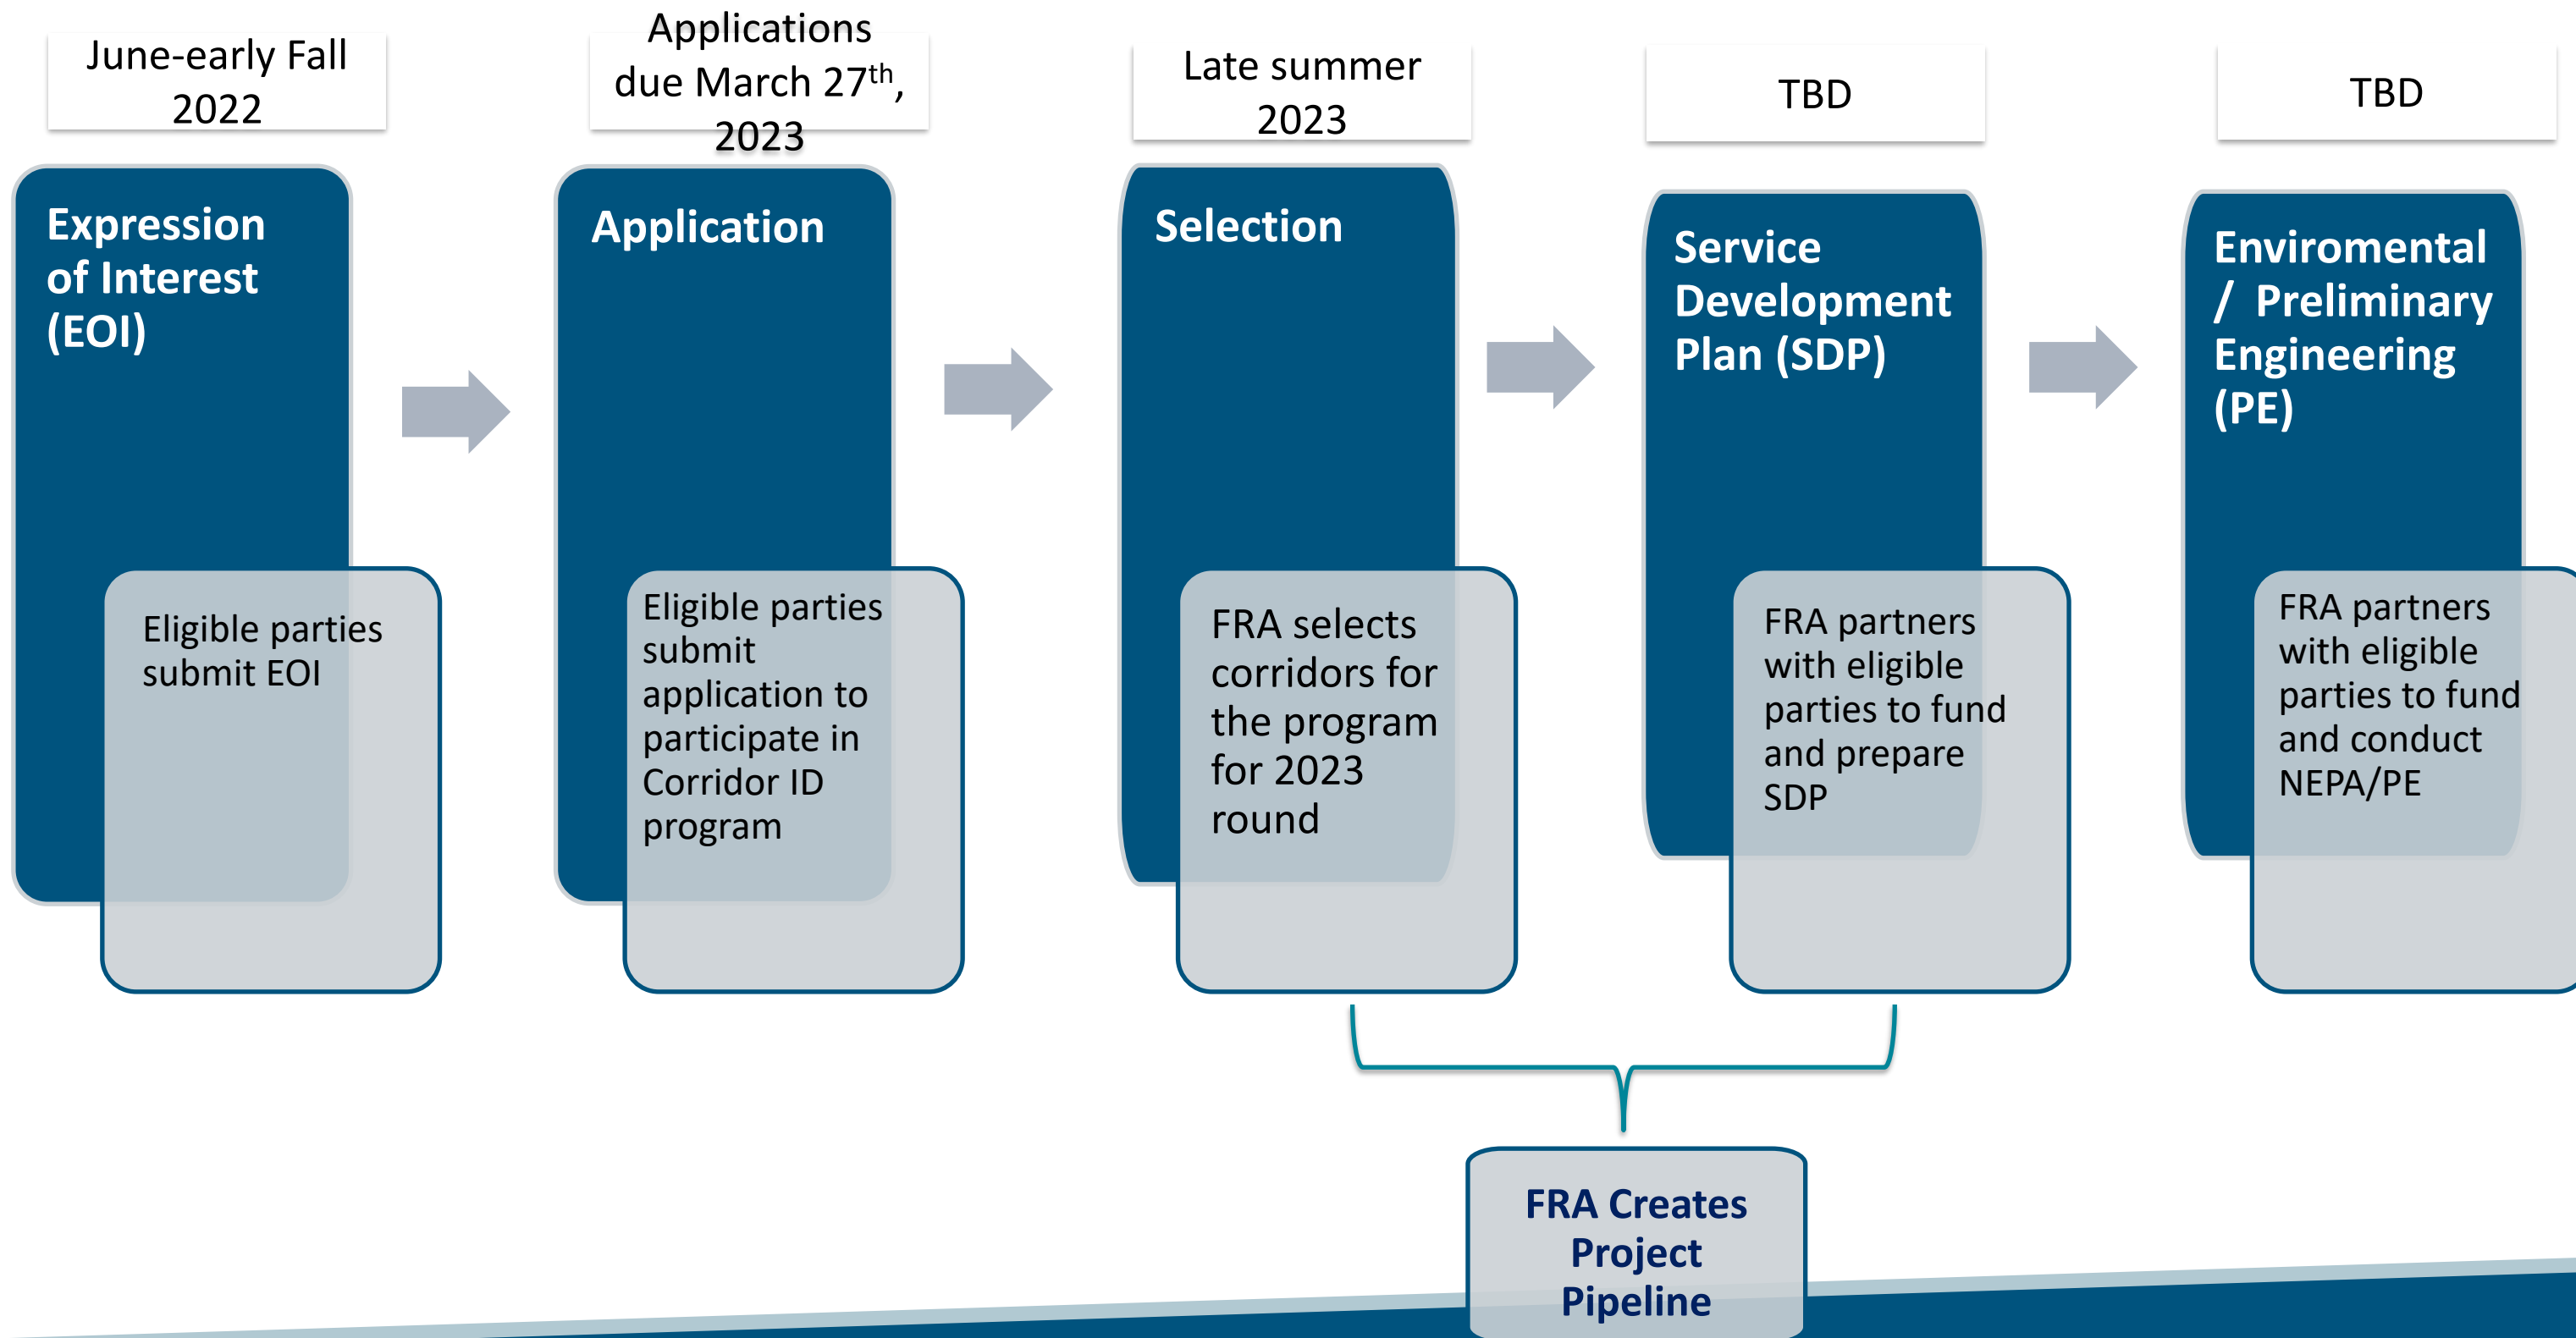 June-early Fall
2022
Applications
due March 27th,
2023
Late summer
2023
TBD
TBD
Expression
of Interest
(EOI)
Application
Selection
Service
Development
Plan (SDP)
Enviromental
/ Preliminary
Engineering
(PE)
Eligible parties
submit EOI
Eligible parties
submit
application to
participate in
Corridor ID
program
FRA selects
corridors for
the program
for 2023
round
FRA partners
with eligible
parties to fund
and prepare
SDP
FRA partners
with eligible
parties to fund
and conduct
NEPA/PE
FRA Creates
Project
Pipeline